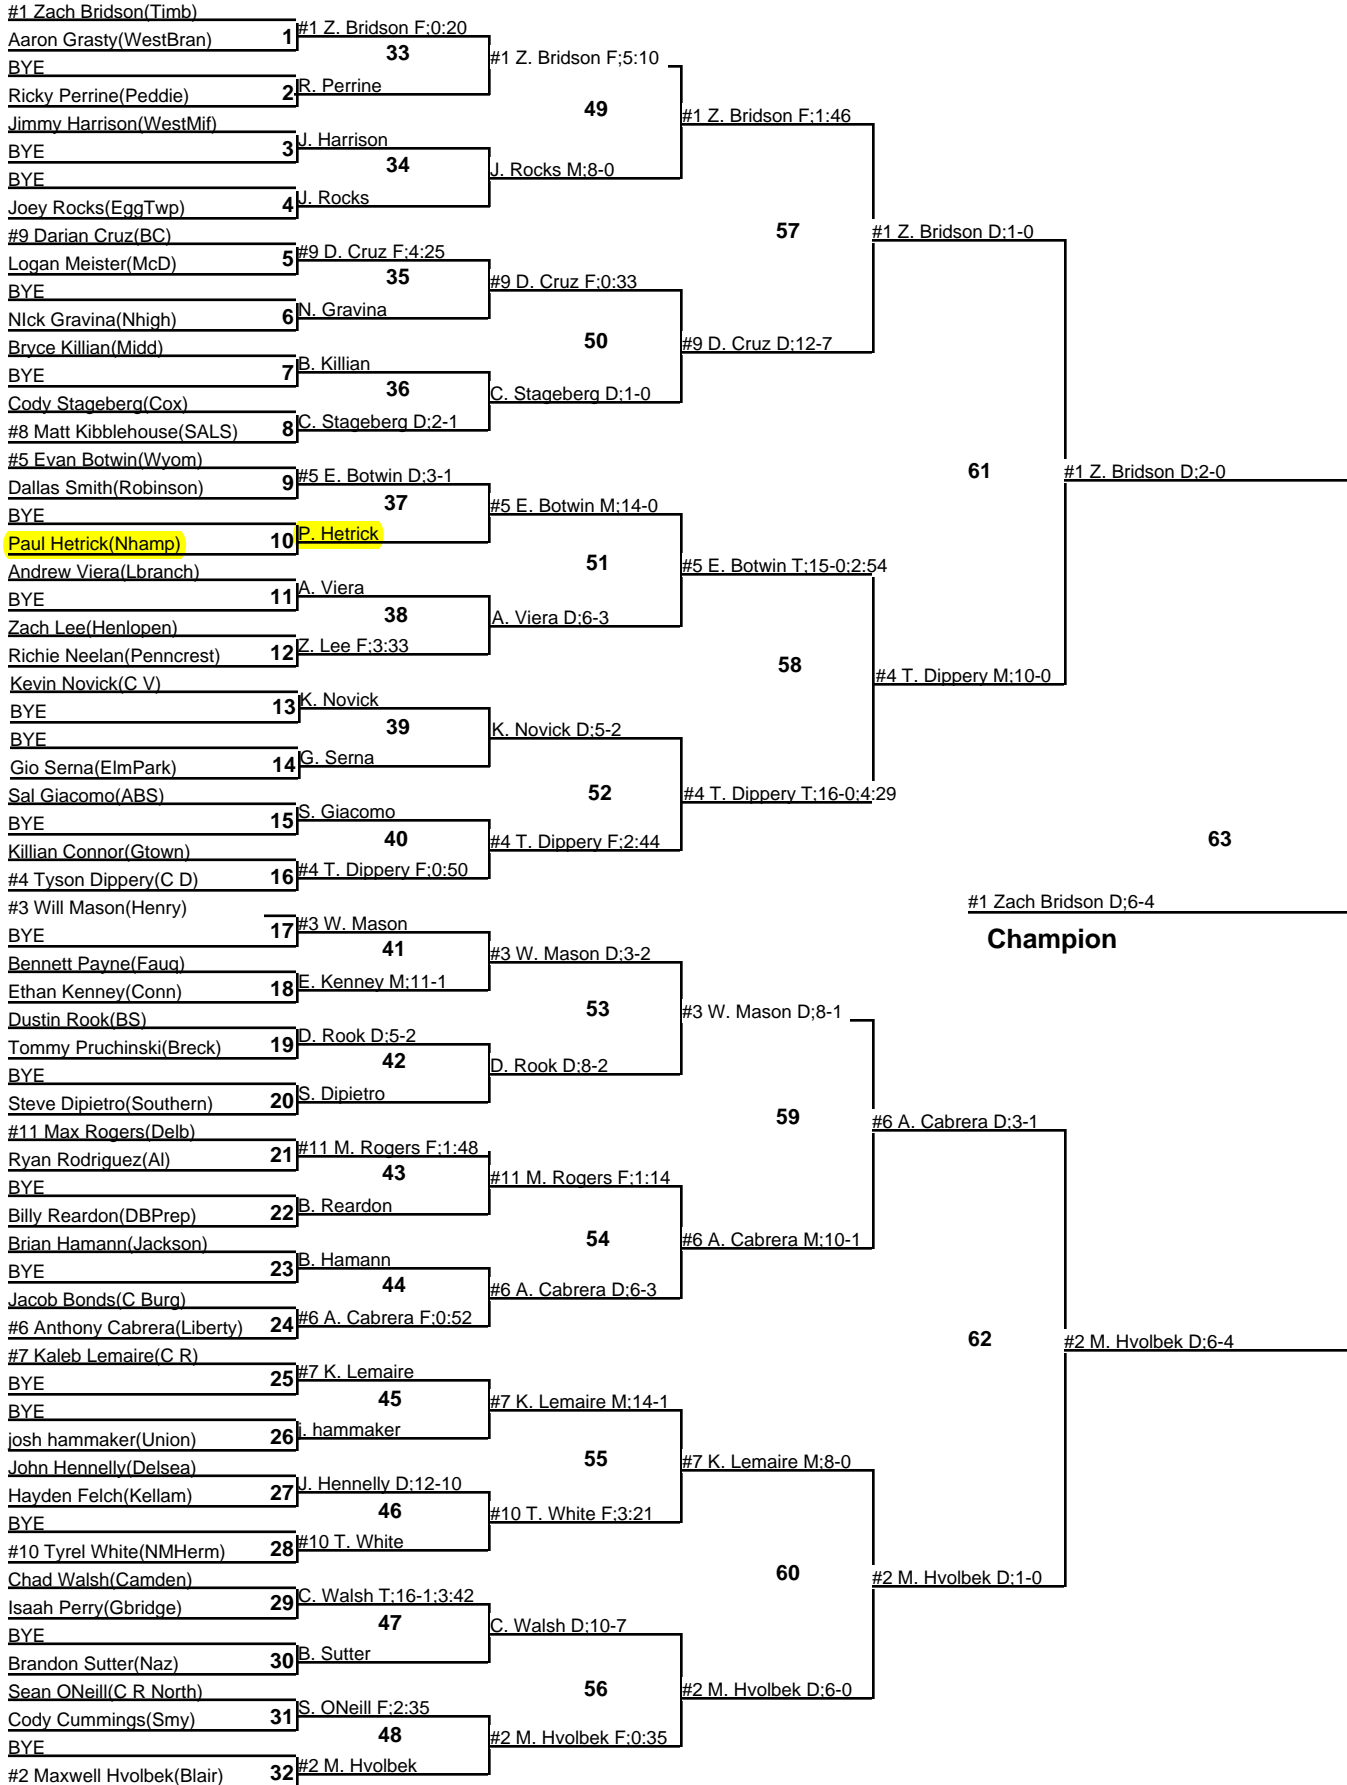 #1 Zach Bridson(Timb)
Aaron Grasty(WestBran)
1
BYE
Ricky Perrine(Peddie)
2
Jimmy Harrison(WestMif)
BYE
3
BYE
Joey Rocks(EggTwp)
4
#9 Darian Cruz(BC)
Logan Meister(McD)
5
BYE
NIck Gravina(Nhigh)
6
Bryce Killian(Midd)
BYE
7
Cody Stageberg(Cox)
#8 Matt Kibblehouse(SALS)
8
#5 Evan Botwin(Wyom)
Dallas Smith(Robinson)
9
BYE
Paul Hetrick(Nhamp)
10
Andrew Viera(Lbranch)
BYE
11
Zach Lee(Henlopen)
Richie Neelan(Penncrest)
12
Kevin Novick(C V)
BYE
13
BYE
Gio Serna(ElmPark)
14
Sal Giacomo(ABS)
BYE
15
Killian Connor(Gtown)
#4 Tyson Dippery(C D)
16
#3 Will Mason(Henry)
BYE
17
Bennett Payne(Fauq)
Ethan Kenney(Conn)
18
Dustin Rook(BS)
Tommy Pruchinski(Breck)
19
BYE
Steve Dipietro(Southern)
20
#11 Max Rogers(Delb)
Ryan Rodriguez(Al)
21
BYE
Billy Reardon(DBPrep)
22
Brian Hamann(Jackson)
BYE
23
Jacob Bonds(C Burg)
#6 Anthony Cabrera(Liberty)
24
#7 Kaleb Lemaire(C R)
BYE
25
BYE
josh hammaker(Union)
26
John Hennelly(Delsea)
Hayden Felch(Kellam)
27
BYE
#10 Tyrel White(NMHerm)
28
Chad Walsh(Camden)
Isaah Perry(Gbridge)
29
BYE
Brandon Sutter(Naz)
30
Sean ONeill(C R North)
Cody Cummings(Smy)
31
BYE
#2 Maxwell Hvolbek(Blair)
32
#1 Z. Bridson F;0:20
33
R. Perrine
J. Harrison
34
J. Rocks
#9 D. Cruz F;4:25
35
N. Gravina
B. Killian
36
C. Stageberg D;2-1
#5 E. Botwin D;3-1
37
P. Hetrick
A. Viera
38
Z. Lee F;3:33
K. Novick
39
G. Serna
S. Giacomo
40
#4 T. Dippery F;0:50
#3 W. Mason
41
E. Kenney M;11-1
D. Rook D;5-2
42
S. Dipietro
#11 M. Rogers F;1:48
43
B. Reardon
B. Hamann
44
#6 A. Cabrera F;0:52
#7 K. Lemaire
45
j. hammaker
J. Hennelly D;12-10
46
#10 T. White
C. Walsh T;16-1;3:42
47
B. Sutter
S. ONeill F;2:35
48
#2 M. Hvolbek
#1 Z. Bridson F;5:10
49
J. Rocks M;8-0
#9 D. Cruz F;0:33
50
C. Stageberg D;1-0
#5 E. Botwin M;14-0
51
A. Viera D;6-3
K. Novick D;5-2
52
#4 T. Dippery F;2:44
#3 W. Mason D;3-2
53
D. Rook D;8-2
#11 M. Rogers F;1:14
54
#6 A. Cabrera D;6-3
#7 K. Lemaire M;14-1
55
#10 T. White F;3:21
C. Walsh D;10-7
56
#2 M. Hvolbek F;0:35
#1 Z. Bridson F;1:46
57
#9 D. Cruz D;12-7
#5 E. Botwin T;15-0;2:54
58
#4 T. Dippery T;16-0;4:29
#3 W. Mason D;8-1
59
#6 A. Cabrera M;10-1
#7 K. Lemaire M;8-0
60
#2 M. Hvolbek D;6-0
#1 Z. Bridson D;1-0
61
#4 T. Dippery M;10-0
#6 A. Cabrera D;3-1
62
#2 M. Hvolbek D;1-0
#1 Z. Bridson D;2-0
63
#2 M. Hvolbek D;6-4
#1 Zach Bridson D;6-4
Champion